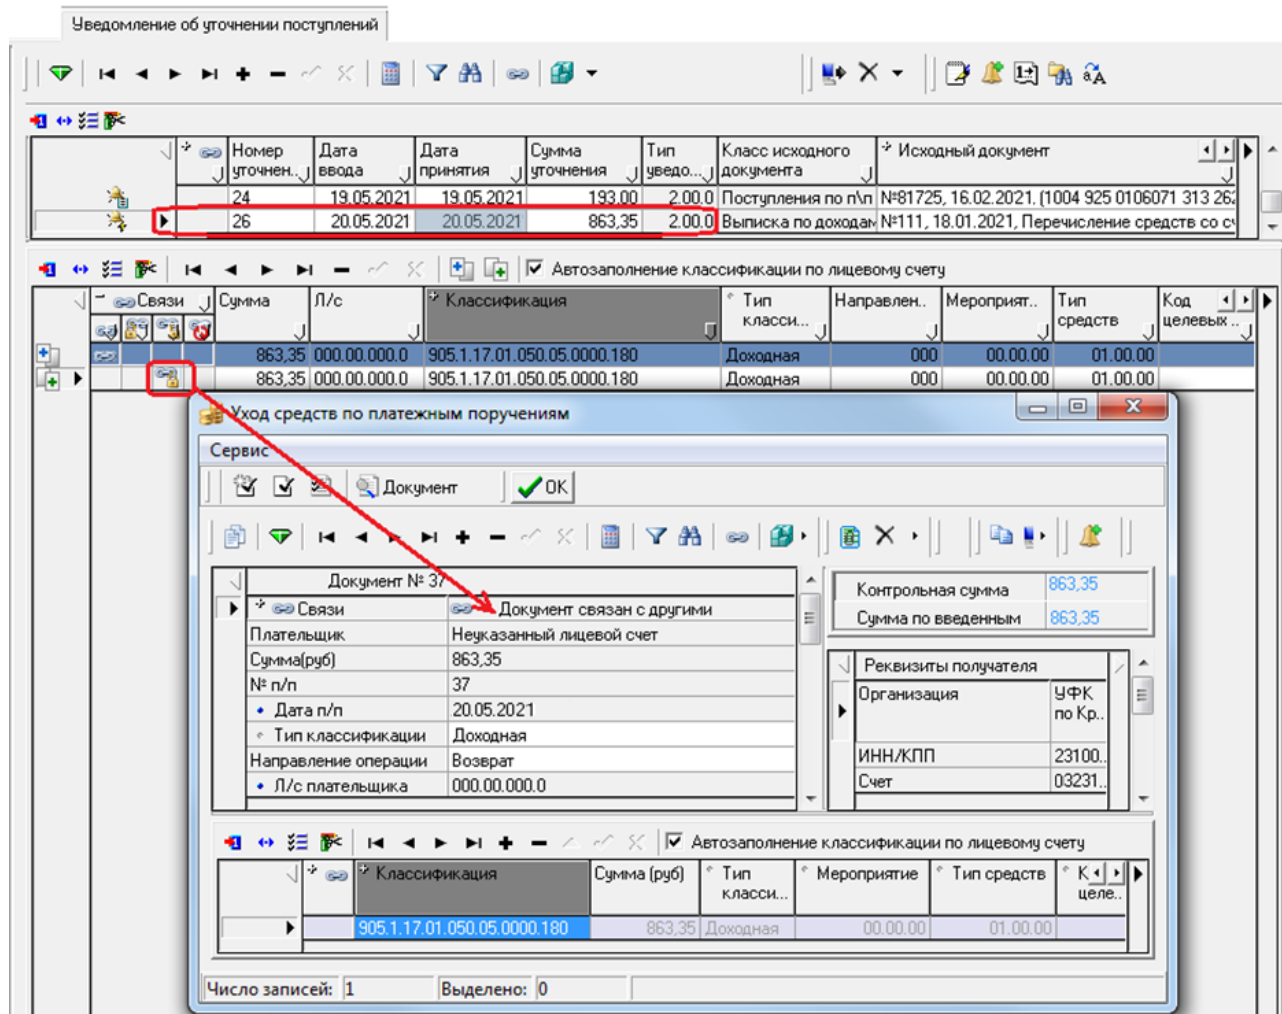 Уведомление об уточнении поступлений
Номер уточнен.. Дата ввода Дата принятия Сумма уточнения Тип уведо... Класс исходного документа Исходный документ
24 19.05.2021 19.05.2021 193.00 2.00.0 Поступления по п\п №81725, 16.02.2021, (1004 925 0106071 313 262
26 20.05.2021 20.05.2021 863,35 2.00.0 Выписка по доходам №111, 18.01.2021, Перечисление средств со сч
Автозаполнение классификации по лицевому счету
Связи Сумма Л/с Классификация Тип класси... Направлен.. Мероприят.. Тип средств Код целевых ..
863,35 000.00.000.0 905.1.17.01.050.05.0000.180 Доходная 000 00.00.00 01.00.00
863,35 000.00.000.0 905.1.17.01.050.05.0000.180 Доходная 000 00.00.00 01.00.00
Уход средств по платежным поручениям
Сервис
Документ OK
Документ № 37
Связи Документ связан с другими
Плательщик Неуказанный лицевой счет
Сумма(руб) 863,35
№ п/п 37
Дата п/п 20.05.2021
Тип классификации Доходная
Направление операции Возврат
Л/с плательщика 000.00.000.0
Контрольная сумма 863,35
Сумма по введенным 863,35
Реквизиты получателя
Организация УФК по Кр..
ИНН/КПП 23100..
Счет 03231..
Автозаполнение классификации по лицевому счету
Классификация Сумма (руб) Тип класси... Мероприятие Тип средств К целе..
905.1.17.01.050.05.0000.180 863,35 Доходная 00.00.00 01.00.00
Число записей: 1 Выделено: 0